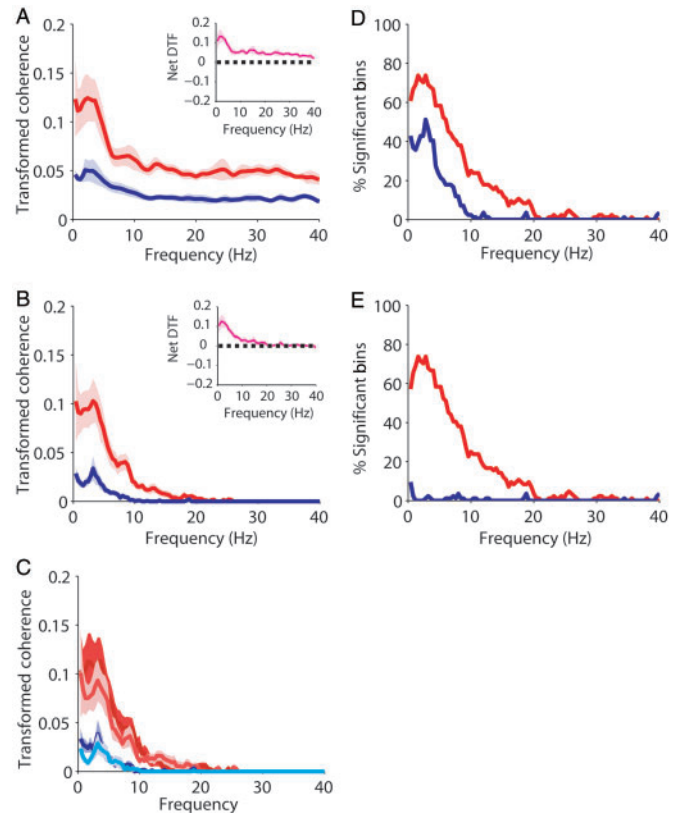 A
0.2
0.15
0.1
0.05
0
Transformed coherence
0 10 20 30 40
Frequency (Hz)
0.2
0.1
0
−0.1
−0.2
Net DTF
0 10 20 30 40
Frequency (Hz)
D
100
80
60
40
20
0
% Significant bins
0 10 20 30 40
Frequency (Hz)
B
0.2
0.15
0.1
0.05
0
Transformed coherence
0 10 20 30 40
Frequency (Hz)
0.2
0.1
0
−0.1
−0.2
Net DTF
0 10 20 30 40
Frequency (Hz)
E
100
80
60
40
20
0
% Significant bins
0 10 20 30 40
Frequency (Hz)
C
0.2
0.15
0.1
0.05
0
Transformed coherence
0 10 20 30 40
Frequency